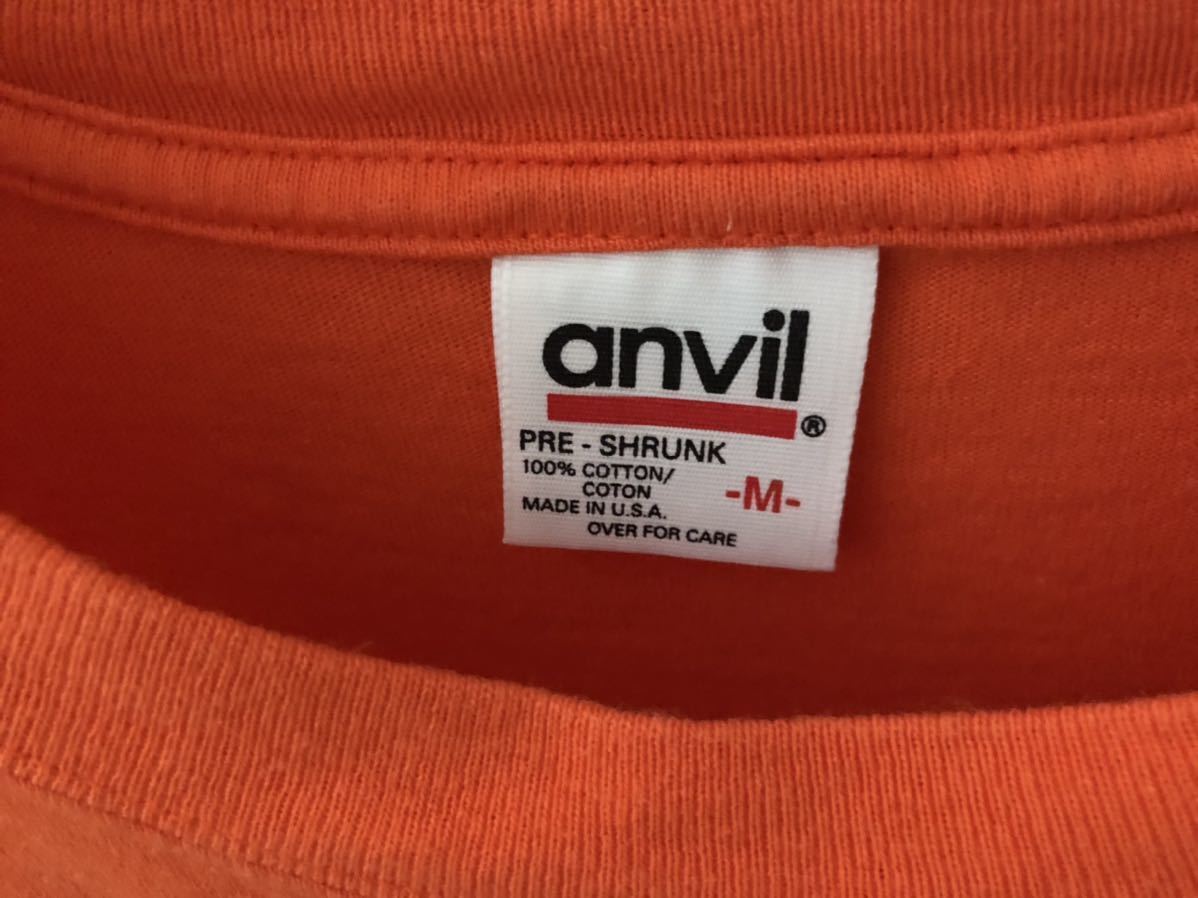 anvil®
PRE - SHRUNK
100% COTTON/
COTON
-M-
MADE IN U.S.A.
OVER FOR CARE